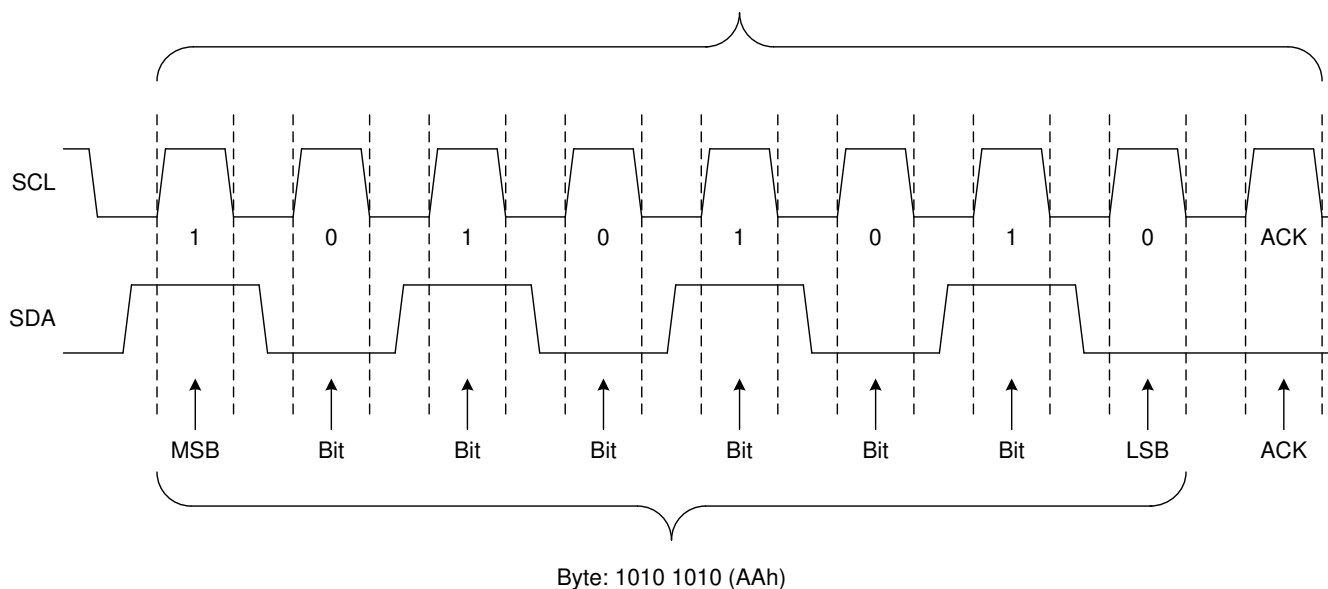 SCL
1 0 1 0 1 0 1 0 ACK
SDA
MSB Bit Bit Bit Bit Bit Bit LSB ACK
Byte: 1010 1010 (AAh)